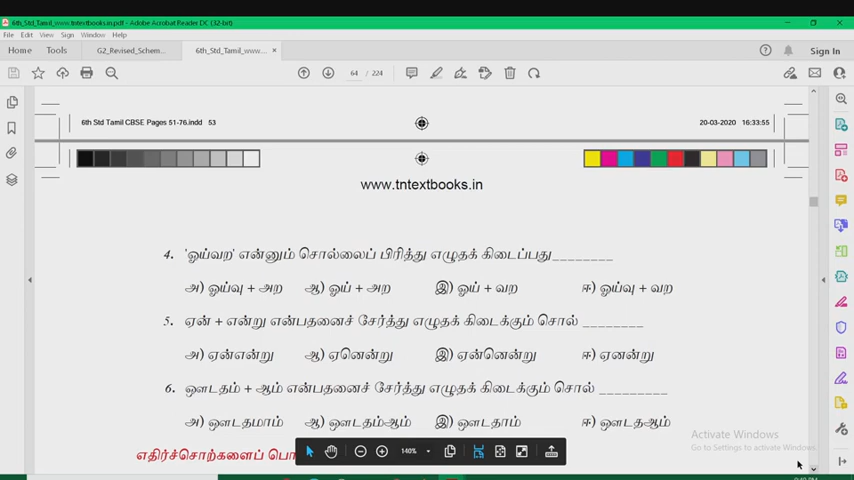 6th_Std_Tamil_www.tntextbooks.in.pdf - Adobe Acrobat Reader DC (32-bit)
File Edit View Sign Window Help
Home Tools G2_Revised_Schem... 6th_Std_Tamil_www.... × Sign In
64 / 224
6th Std Tamil CBSE Pages 51-76.indd 53 20-03-2020 16:33:55
www.tntextbooks.in
4. 'ஓய்வற' என்னும் சொல்லைப் பிரித்து எழுதக் கிடைப்பது________
அ) ஓய்வு + அற ஆ) ஓய் + அற இ) ஓய் + வற ஈ) ஓய்வு + வற
5. ஏன் + என்று என்பதனைச் சேர்த்து எழுதக் கிடைக்கும் சொல் ________
அ) ஏன்என்று ஆ) ஏனென்று இ) ஏன்னென்று ஈ) ஏனன்று
6. ஔடதம் + ஆம் என்பதனைச் சேர்த்து எழுதக் கிடைக்கும் சொல் _________
அ) ஔடதமாம் ஆ) ஔடதம்ஆம் இ) ஔடதாம் ஈ) ஔடதஆம்
எதிர்ச்சொற்களைப்
140%
Activate Windows
Go to Settings to activate Windows.